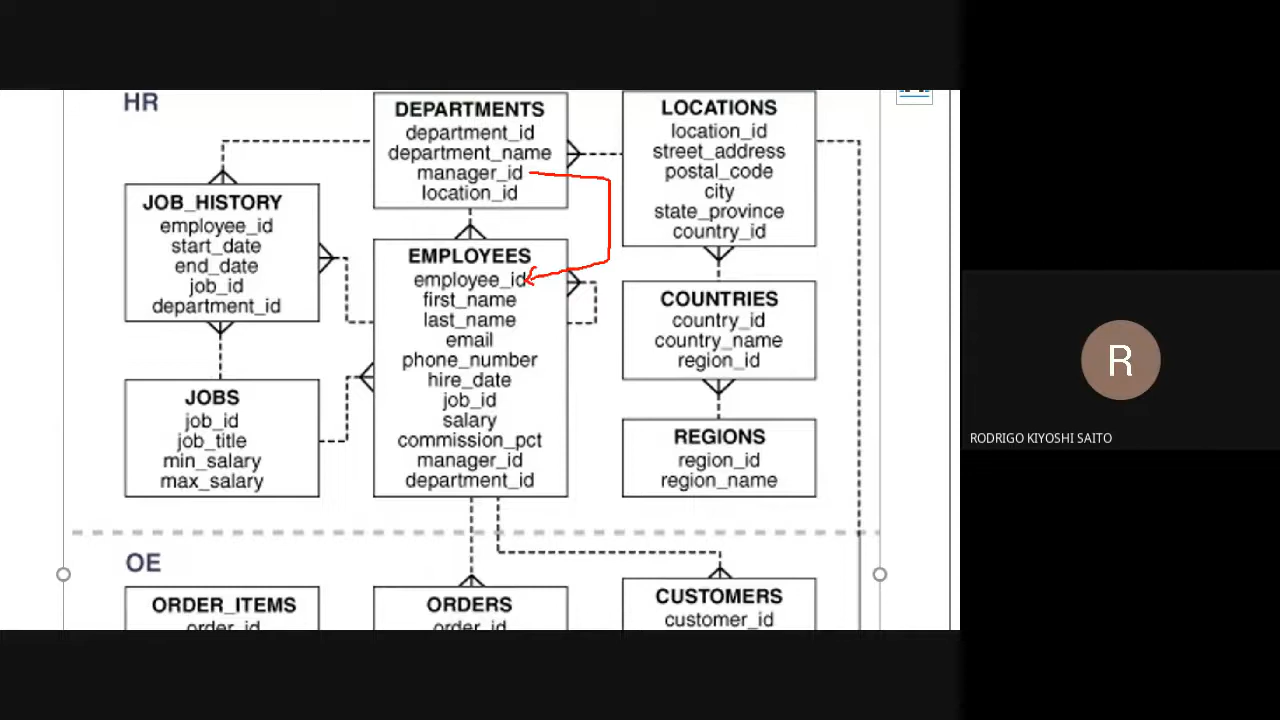 HR
DEPARTMENTS
department_id
department_name
manager_id
location_id
LOCATIONS
location_id
street_address
postal_code
city
state_province
country_id
JOB_HISTORY
employee_id
start_date
end_date
job_id
department_id
EMPLOYEES
employee_id
first_name
last_name
email
phone_number
hire_date
job_id
salary
commission_pct
manager_id
department_id
COUNTRIES
country_id
country_name
region_id
JOBS
job_id
job_title
min_salary
max_salary
REGIONS
region_id
region_name
R
RODRIGO KIYOSHI SAITO
OE
ORDER_ITEMS
order_id
ORDERS
order_id
CUSTOMERS
customer_id